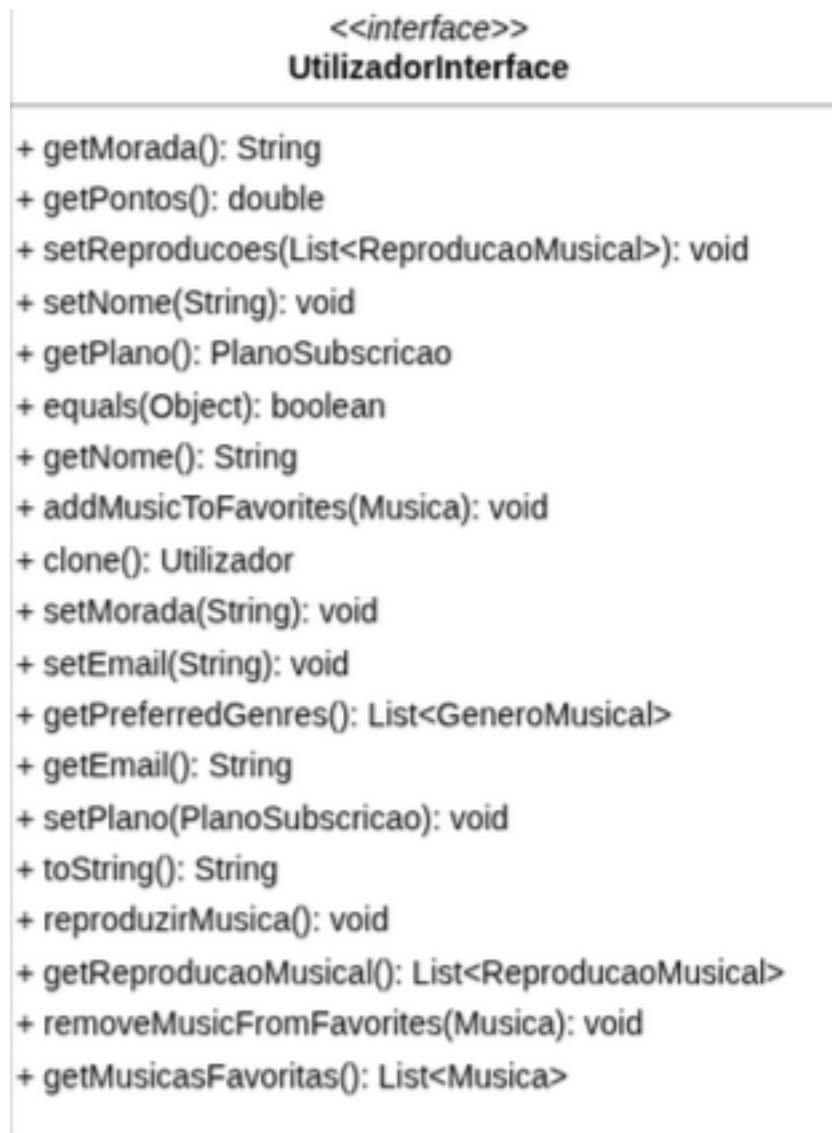 <<interface>>
UtilizadorInterface
+ getMorada(): String
+ getPontos(): double
+ setReproducoes(List<ReproducaoMusical>): void
+ setNome(String): void
+ getPlano(): PlanoSubscricao
+ equals(Object): boolean
+ getNome(): String
+ addMusicToFavorites(Musica): void
+ clone(): Utilizador
+ setMorada(String): void
+ setEmail(String): void
+ getPreferredGenres(): List<GeneroMusical>
+ getEmail(): String
+ setPlano(PlanoSubscricao): void
+ toString(): String
+ reproduzirMusica(): void
+ getReproducaoMusical(): List<ReproducaoMusical>
+ removeMusicFromFavorites(Musica): void
+ getMusicasFavoritas(): List<Musica>